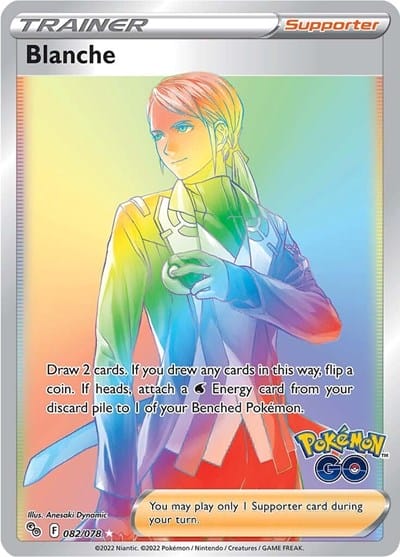 TRAINER Supporter
Blanche
Draw 2 cards. If you drew any cards in this way, flip a
coin. If heads, attach a Energy card from your
discard pile to 1 of your Benched Pokémon.
Pokémon™
GO
Illus. Anesaki Dynamic
F 082/078
You may play only 1 Supporter card during
your turn.
©2022 Niantic. ©2022 Pokémon / Nintendo / Creatures / GAME FREAK.